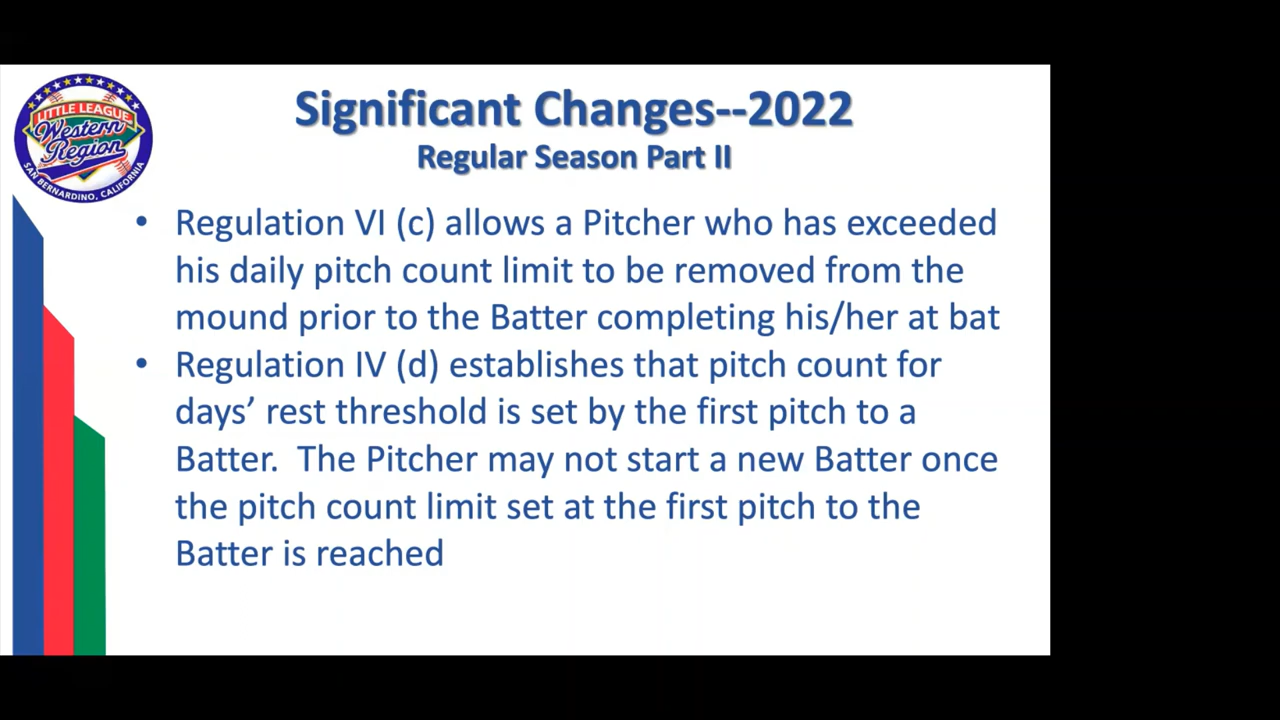 LITTLE LEAGUE
Western
Region
SAN BERNARDINO, CALIFORNIA
Significant Changes--2022
Regular Season Part II
• Regulation VI (c) allows a Pitcher who has exceeded
his daily pitch count limit to be removed from the
mound prior to the Batter completing his/her at bat
• Regulation IV (d) establishes that pitch count for
days’ rest threshold is set by the first pitch to a
Batter.  The Pitcher may not start a new Batter once
the pitch count limit set at the first pitch to the
Batter is reached